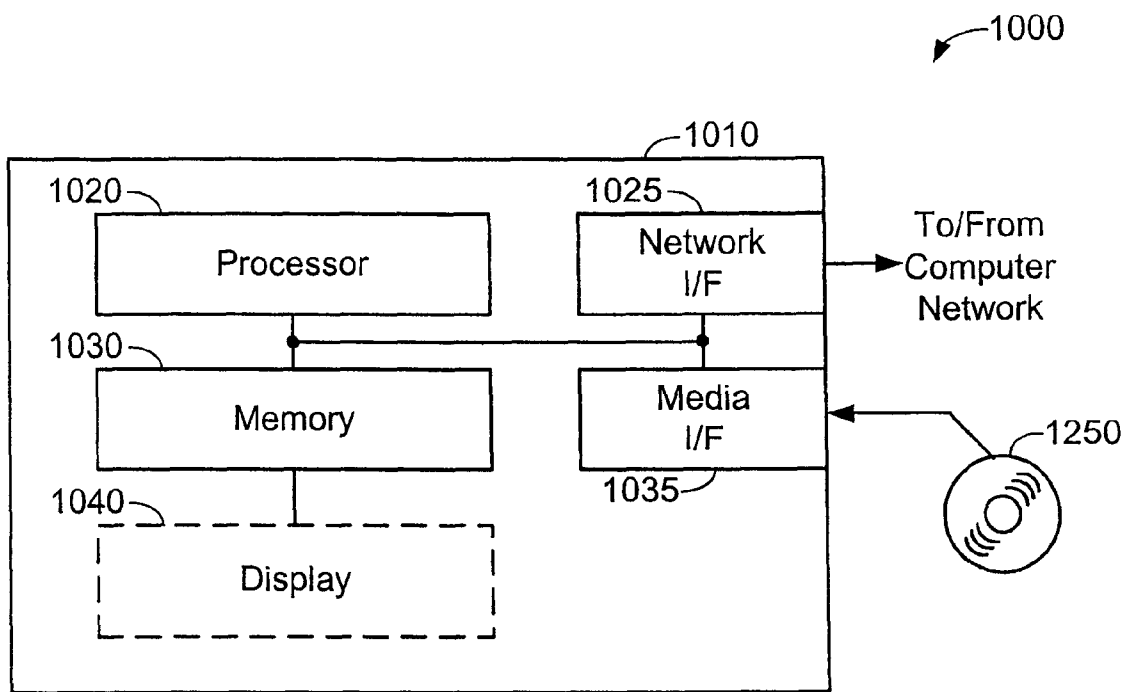 1000
1010
1020
Processor
1025
Network
I/F
To/From
Computer
Network
1030
Memory
Media
I/F
1035
1250
1040
Display